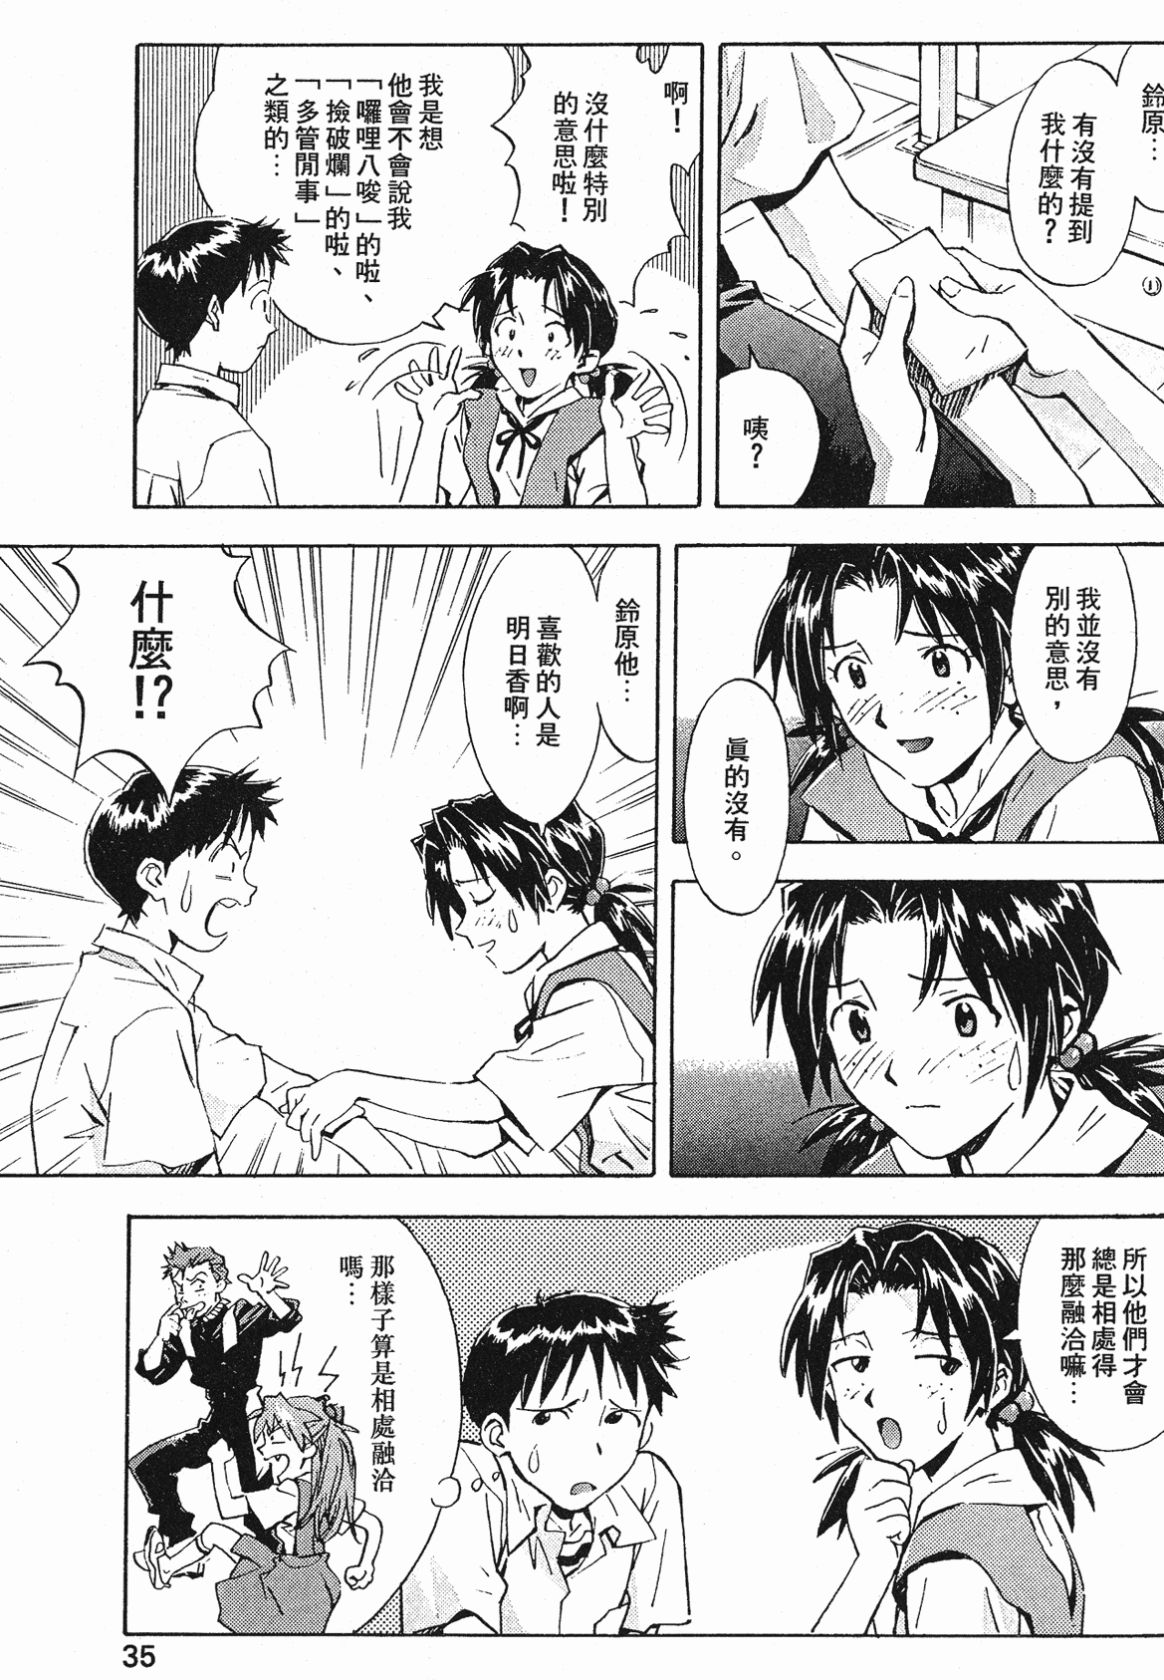 鈴原…
有沒有提到
我什麼的？
咦？
啊！
沒什麼特別
的意思啦！
我是想
他會不會說我
「囉哩八唆」的啦、
「撿破爛」的啦、
「多管閒事」
之類的…
我並沒有
別的意思，
眞的沒有。
鈴原他…
喜歡的人是
明日香啊…
什麼!?
所以他們才會
總是相處得
那麼融洽嘛…
那樣子算是相處融洽
嗎…
35